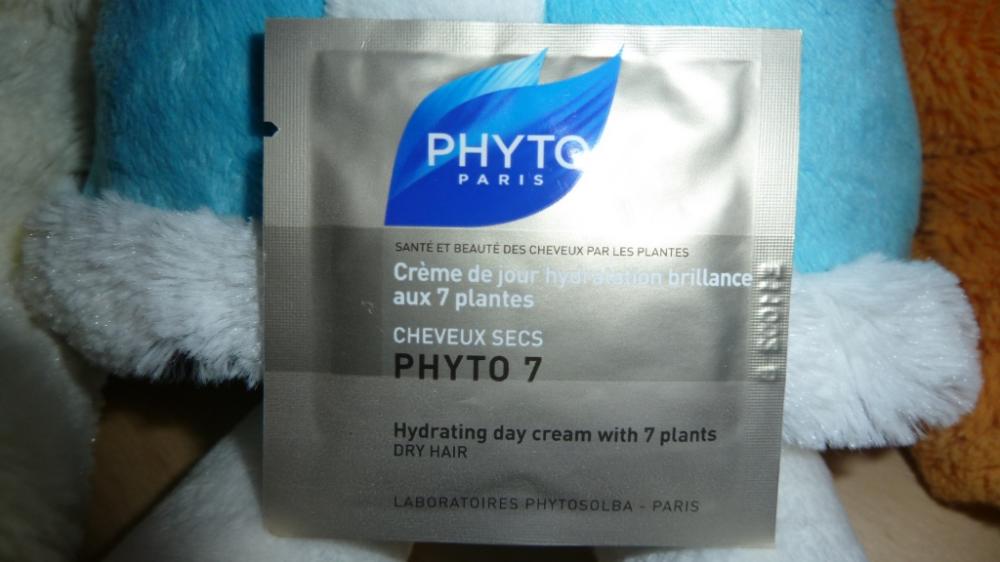 PHYTO
PARIS
SANTÉ ET BEAUTÉ DES CHEVEUX PAR LES PLANTES
Crème de jour hydratation brillance
aux 7 plantes
CHEVEUX SECS
PHYTO 7
Hydrating day cream with 7 plants
DRY HAIR
LABORATOIRES PHYTOSOLBA - PARIS